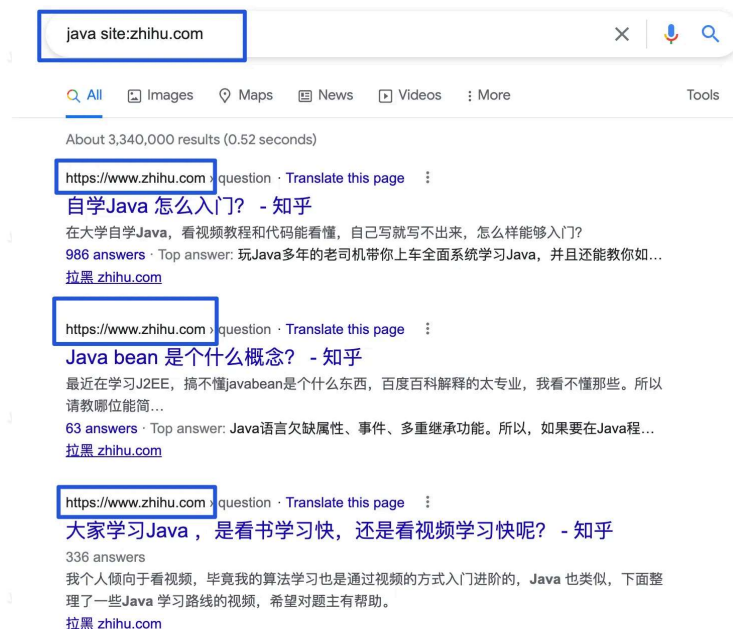 java site:zhihu.com
All Images Maps News Videos More Tools
About 3,340,000 results (0.52 seconds)
https://www.zhihu.com › question · Translate this page
自学Java 怎么入门? - 知乎
在大学自学Java，看视频教程和代码能看懂，自己写就写不出来，怎么样能够入门?
986 answers · Top answer: 玩Java多年的老司机带你上车全面系统学习Java，并且还能教你如...
拉黑 zhihu.com
https://www.zhihu.com › question · Translate this page
Java bean 是个什么概念? - 知乎
最近在学习J2EE，搞不懂javabean是个什么东西，百度百科解释的太专业，我看不懂那些。所以
请教哪位能简...
63 answers · Top answer: Java语言欠缺属性、事件、多重继承功能。所以，如果要在Java程...
拉黑 zhihu.com
https://www.zhihu.com › question · Translate this page
大家学习Java ，是看书学习快，还是看视频学习快呢? - 知乎
336 answers
我个人倾向于看视频，毕竟我的算法学习也是通过视频的方式入门进阶的，Java 也类似，下面整
理了一些Java 学习路线的视频，希望对题主有帮助。
拉黑 zhihu.com